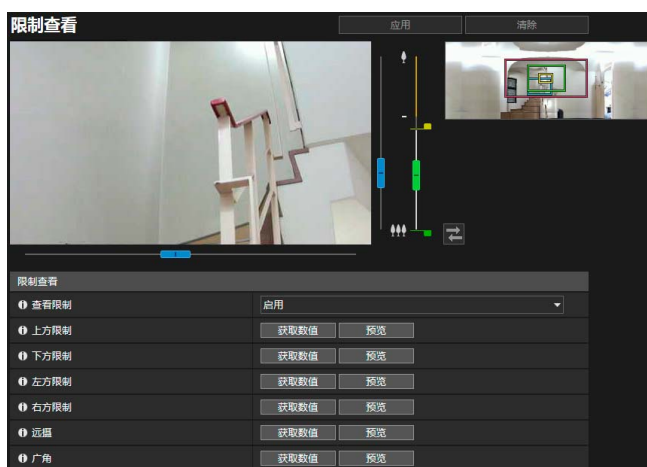 限制查看
应用 清除
限制查看
查看限制 启用
上方限制 获取数值 预览
下方限制 获取数值 预览
左方限制 获取数值 预览
右方限制 获取数值 预览
远摄 获取数值 预览
广角 获取数值 预览